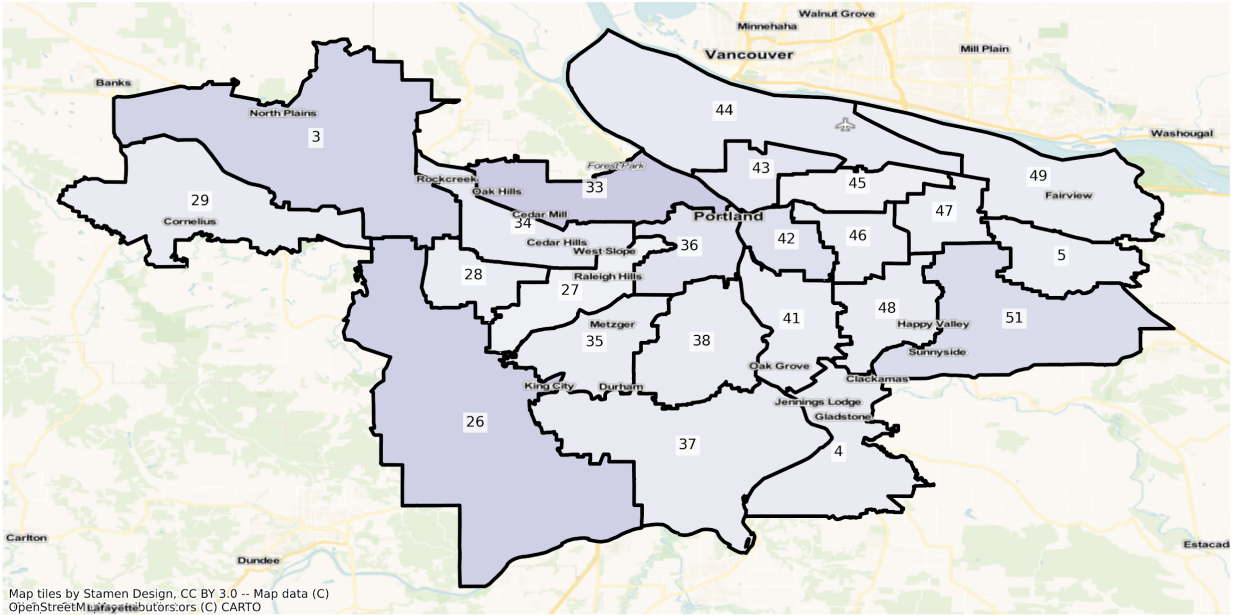 Walnut Grove
Minnehaha
Vancouver
Mill Plain
Banks
North Plains
44
3
Washougal
Forest Park
43
49
Rockcreek
45
Oak Hills
33
Fairview
29
47
Cornelius
Cedar Mill
Portland
34
46
42
Cedar Hills
36
West Slope
5
28
Raleigh Hills
27
48
51
41
Metzger
Happy Valley
35
38
Sunnyside
Oak Grove
Clackamas
King City
Durham
Jennings Lodge
Gladstone
26
37
4
Carlton
Estacad
Dundee
Map tiles by Stamen Design, CC BY 3.0 -- Map data (C)
(C) CARTO